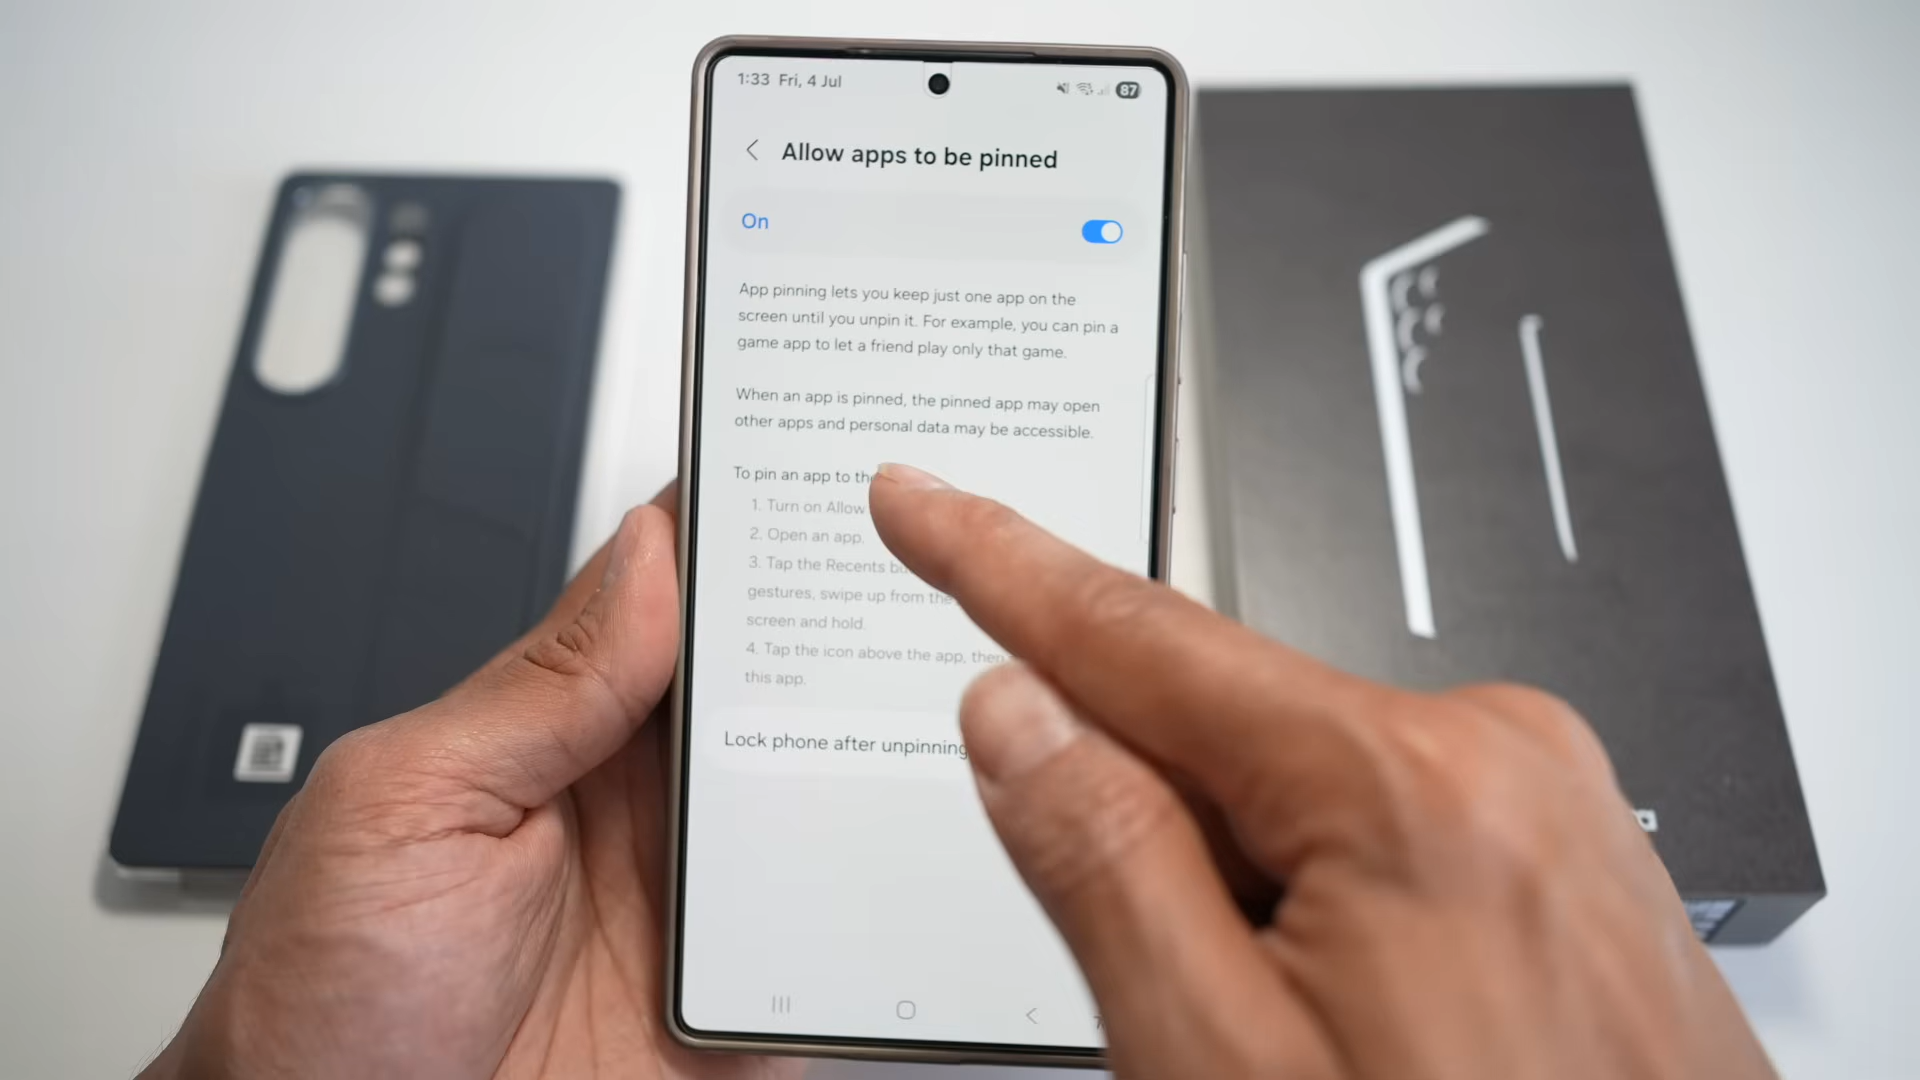 1:33 Fri, 4 Jul
87
Allow apps to be pinned
On
App pinning lets you keep just one app on the
screen until you unpin it. For example, you can pin a
game app to let a friend play only that game.
When an app is pinned, the pinned app may open
other apps and personal data may be accessible.
To pin an app to the
1. Turn on Allow
2. Open an app.
3. Tap the Recents
gestures, swipe up from the
screen and hold.
4. Tap the icon above the app, then
this app.
Lock phone after unpinning